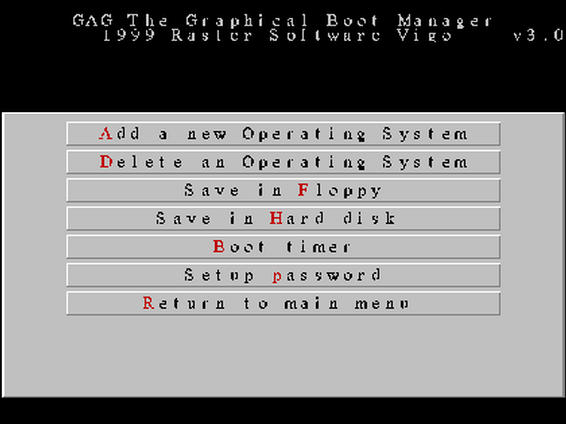 GAG The Graphical Boot Manager
1999 Raster Software Vigo v3.0
Add a new Operating System
Delete an Operating System
Save in Floppy
Save in Hard disk
Boot timer
Setup password
Return to main menu